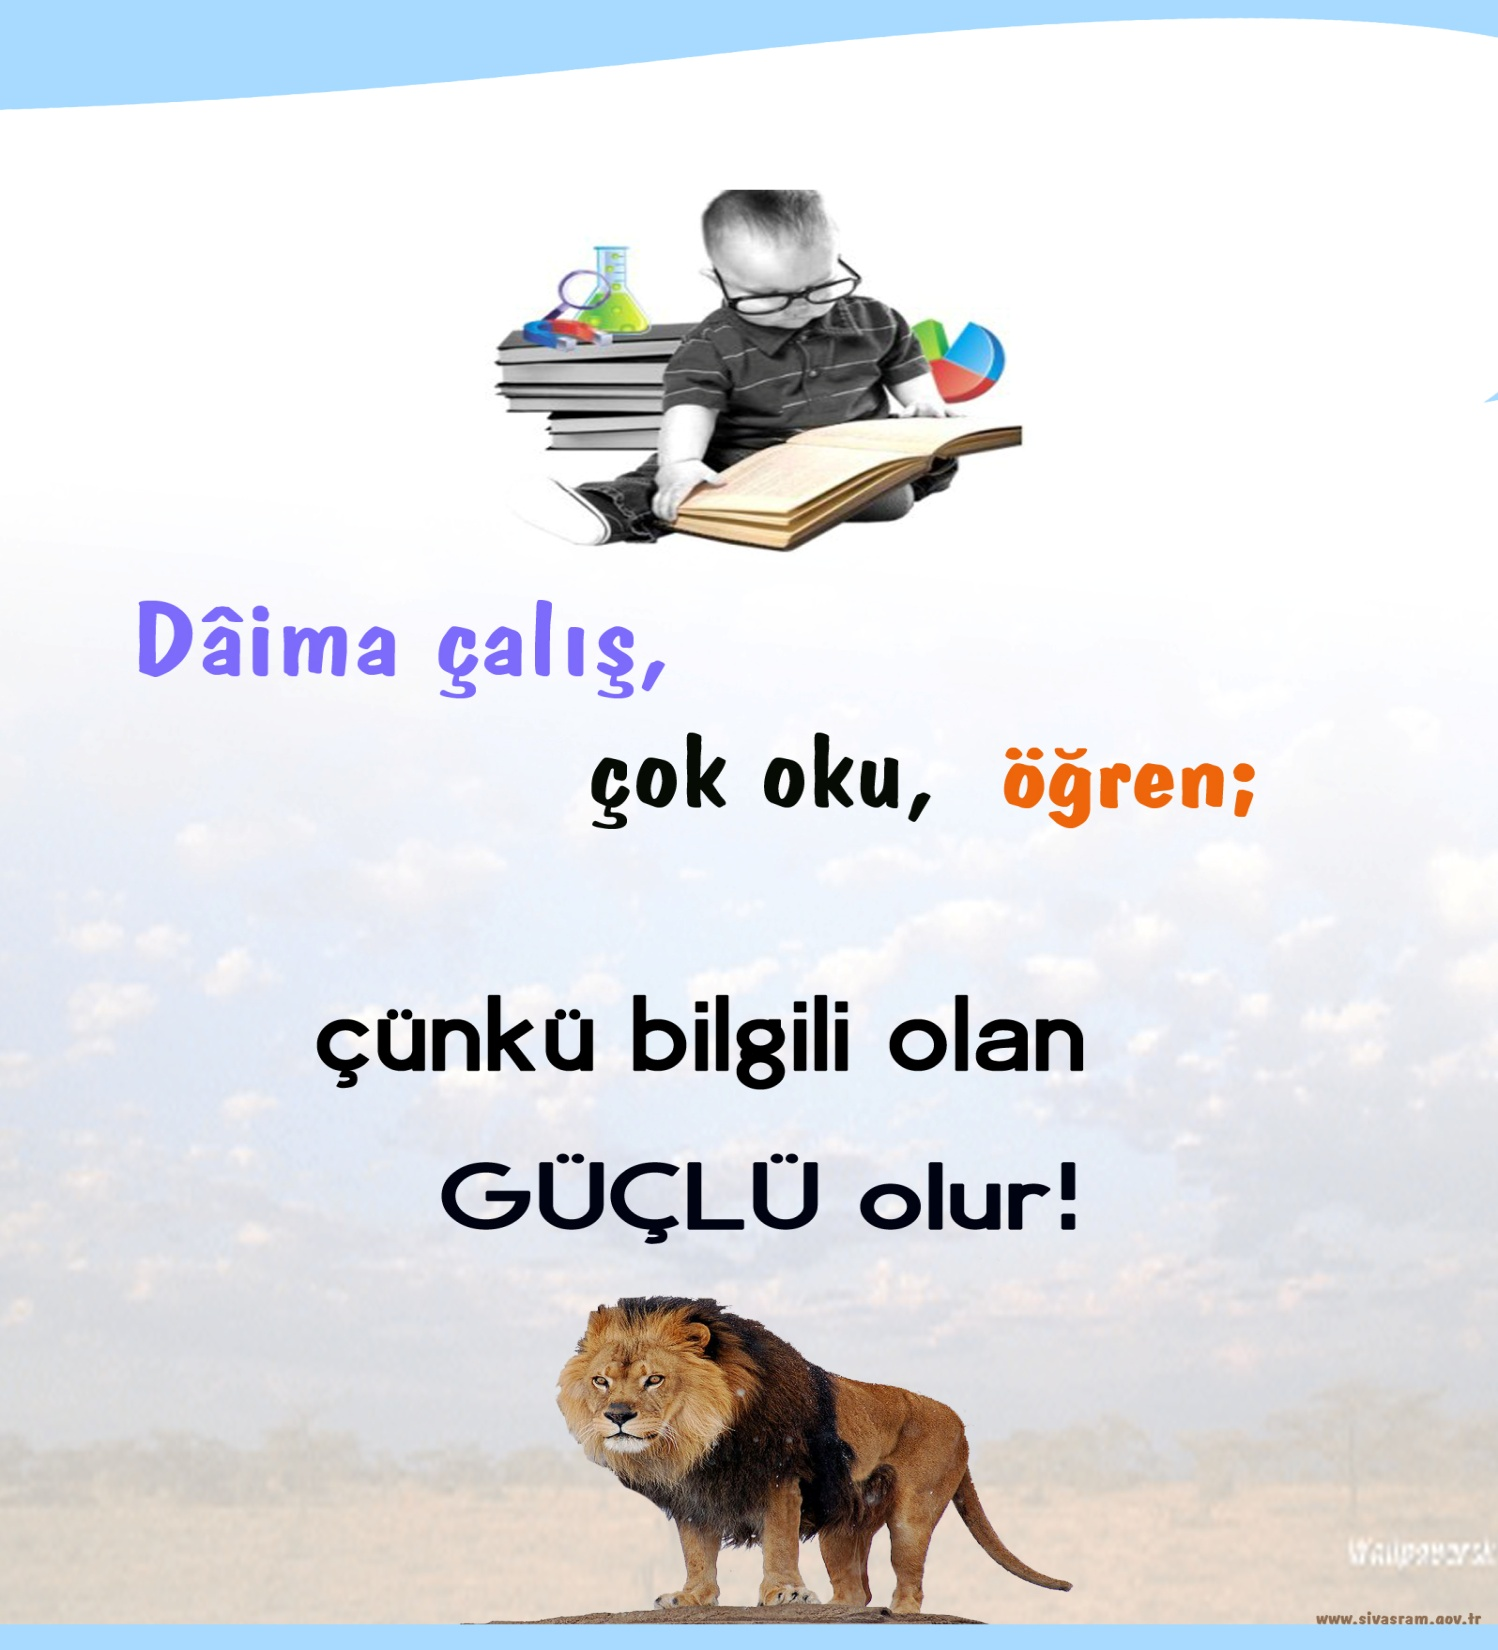 Dâima çalış,
çok oku, öğren;
çünkü bilgili olan
GÜÇLÜ olur!
www.sivasram.gov.tr